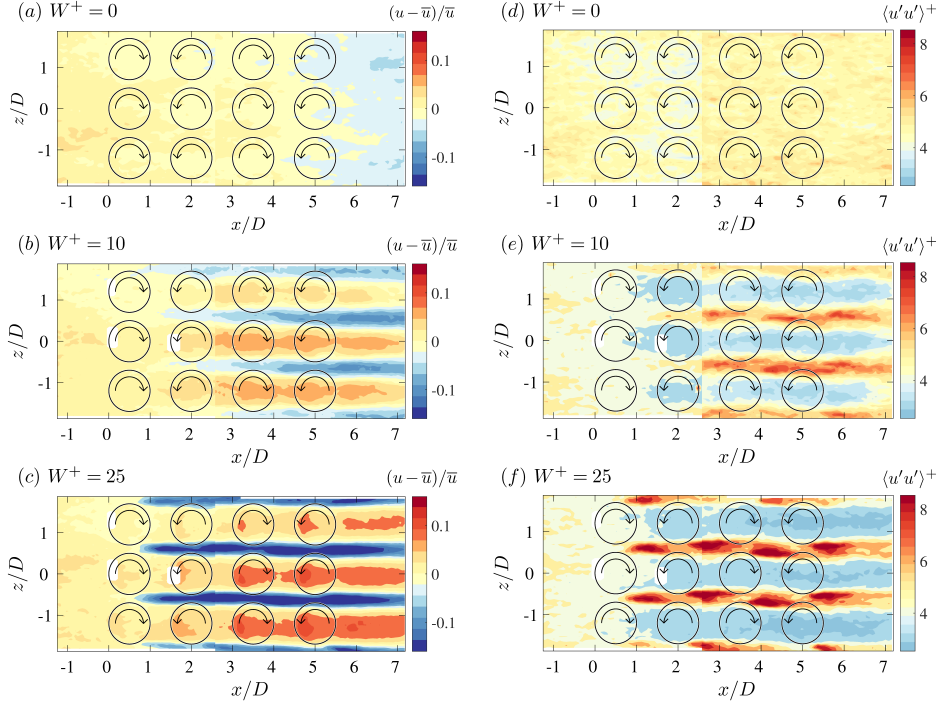 (a) W⁺ = 0 (u − u̅)/u̅
z/D
1
0
-1
0.1
0
-0.1
-1 0 1 2 3 4 5 6 7
x/D
(d) W⁺ = 0 ⟨u′u′⟩⁺
z/D
1
0
-1
8
6
4
-1 0 1 2 3 4 5 6 7
x/D
(b) W⁺ = 10 (u − u̅)/u̅
z/D
1
0
-1
0.1
0
-0.1
-1 0 1 2 3 4 5 6 7
x/D
(e) W⁺ = 10 ⟨u′u′⟩⁺
z/D
1
0
-1
8
6
4
-1 0 1 2 3 4 5 6 7
x/D
(c) W⁺ = 25 (u − u̅)/u̅
z/D
1
0
-1
0.1
0
-0.1
-1 0 1 2 3 4 5 6 7
x/D
(f) W⁺ = 25 ⟨u′u′⟩⁺
z/D
1
0
-1
8
6
4
-1 0 1 2 3 4 5 6 7
x/D